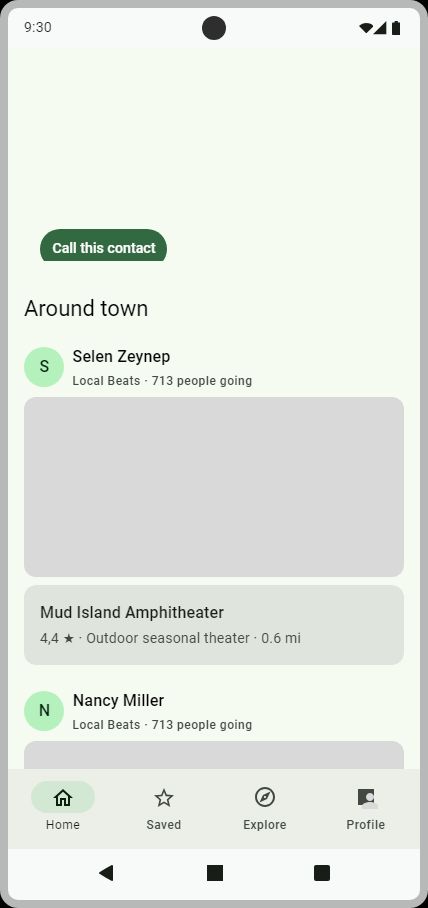 9:30
Call this contact
Around town
S
Selen Zeynep
Local Beats · 713 people going
Mud Island Amphitheater
4,4 ★ · Outdoor seasonal theater · 0.6 mi
N
Nancy Miller
Local Beats · 713 people going
Home
Saved
Explore
Profile